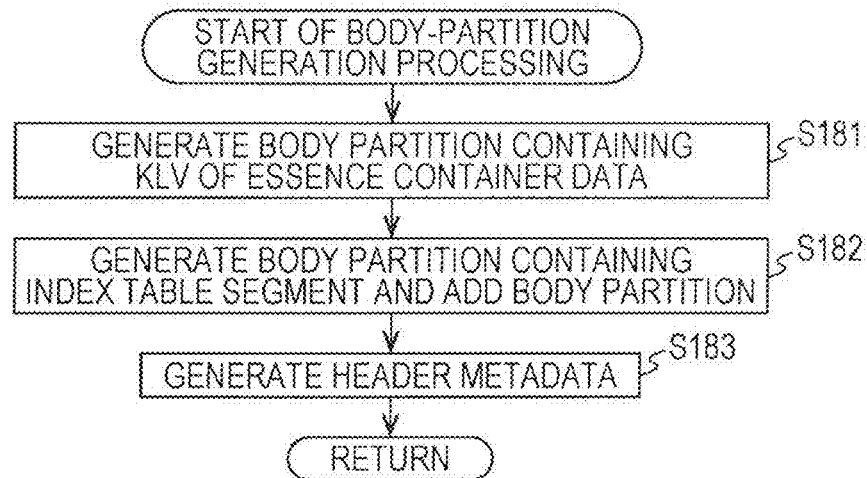 START OF BODY-PARTITION
GENERATION PROCESSING
GENERATE BODY PARTITION CONTAINING
KLV OF ESSENCE CONTAINER DATA
S181
GENERATE BODY PARTITION CONTAINING
INDEX TABLE SEGMENT AND ADD BODY PARTITION
S182
GENERATE HEADER METADATA
S183
RETURN